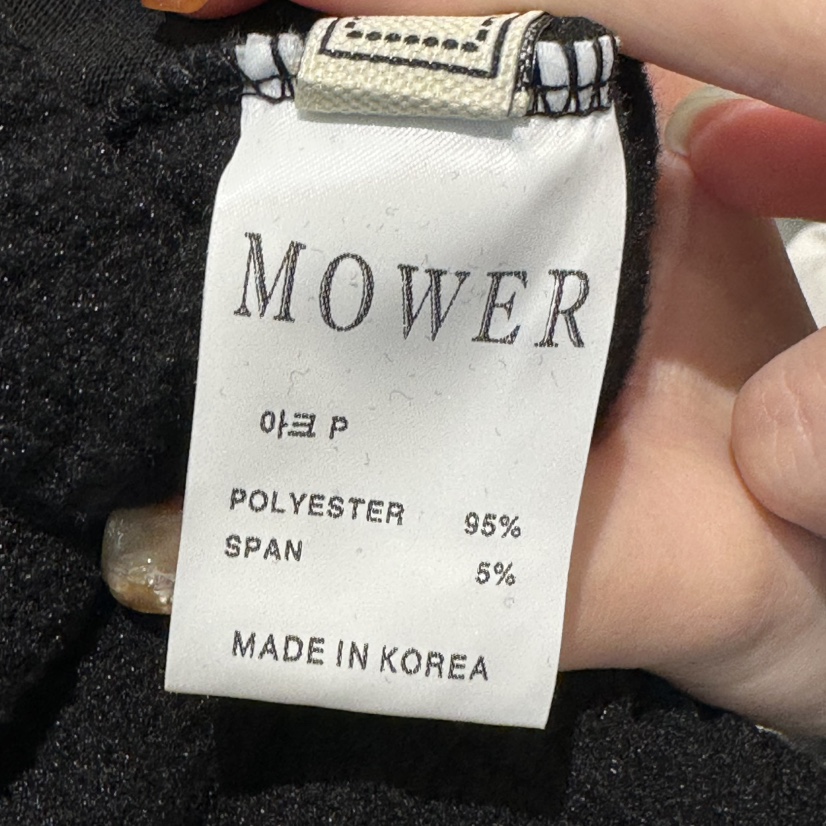 MOWER
아크 P
POLYESTER 95%
SPAN 5%
MADE IN KOREA